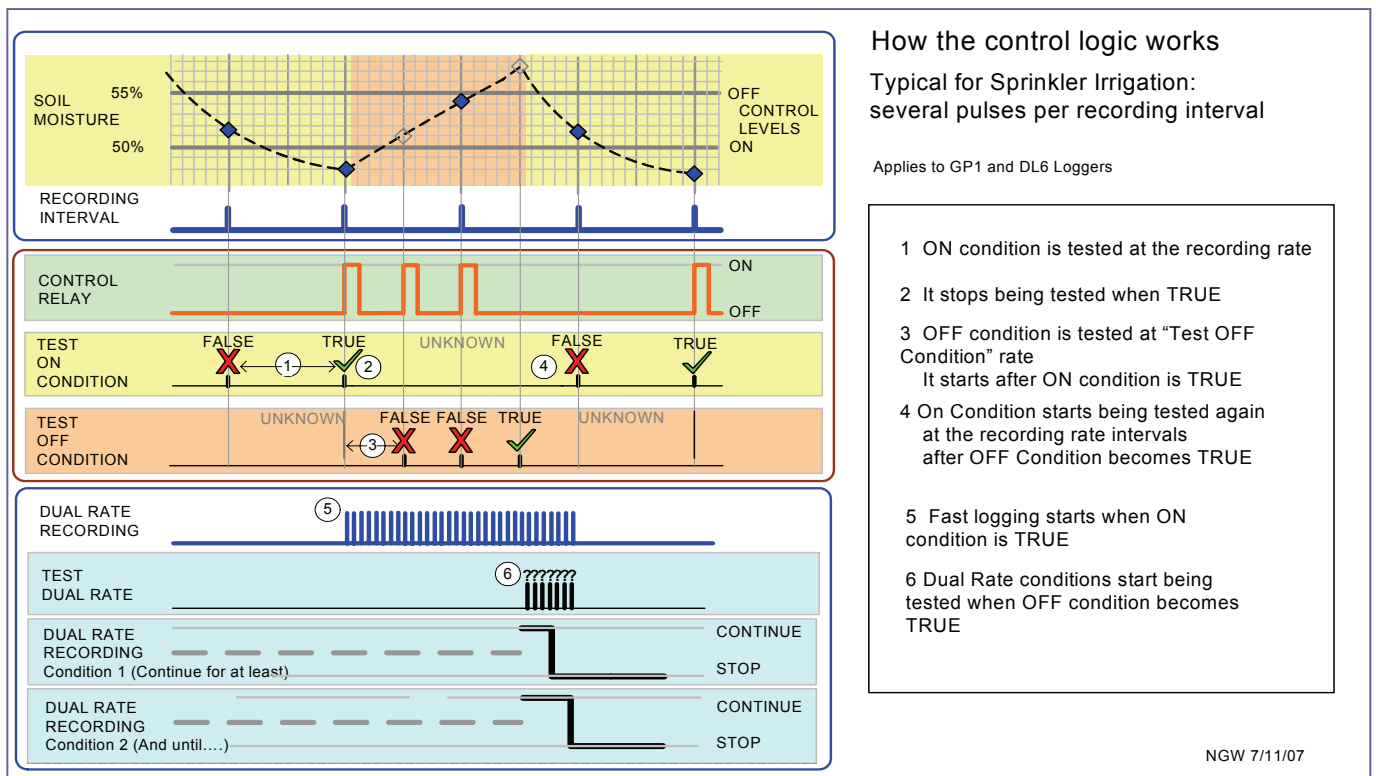 How the control logic works
Typical for Sprinkler Irrigation:
several pulses per recording interval
Applies to GP1 and DL6 Loggers
SOIL
MOISTURE
55%
50%
OFF
CONTROL
LEVELS
ON
RECORDING
INTERVAL
CONTROL
RELAY
ON
OFF
TEST
ON
CONDITION
FALSE
TRUE
UNKNOWN
FALSE
TRUE
1
2
4
TEST
OFF
CONDITION
UNKNOWN
FALSE
FALSE
TRUE
UNKNOWN
3
DUAL RATE
RECORDING
5
TEST
DUAL RATE
6
???????
DUAL RATE
RECORDING
Condition 1 (Continue for at least)
CONTINUE
STOP
DUAL RATE
RECORDING
Condition 2 (And until....)
CONTINUE
STOP
1 ON condition is tested at the recording rate
2 It stops being tested when TRUE
3 OFF condition is tested at “Test OFF
Condition” rate
It starts after ON condition is TRUE
4 On Condition starts being tested again
at the recording rate intervals
after OFF Condition becomes TRUE
5 Fast logging starts when ON
condition is TRUE
6 Dual Rate conditions start being
tested when OFF condition becomes
TRUE
NGW 7/11/07